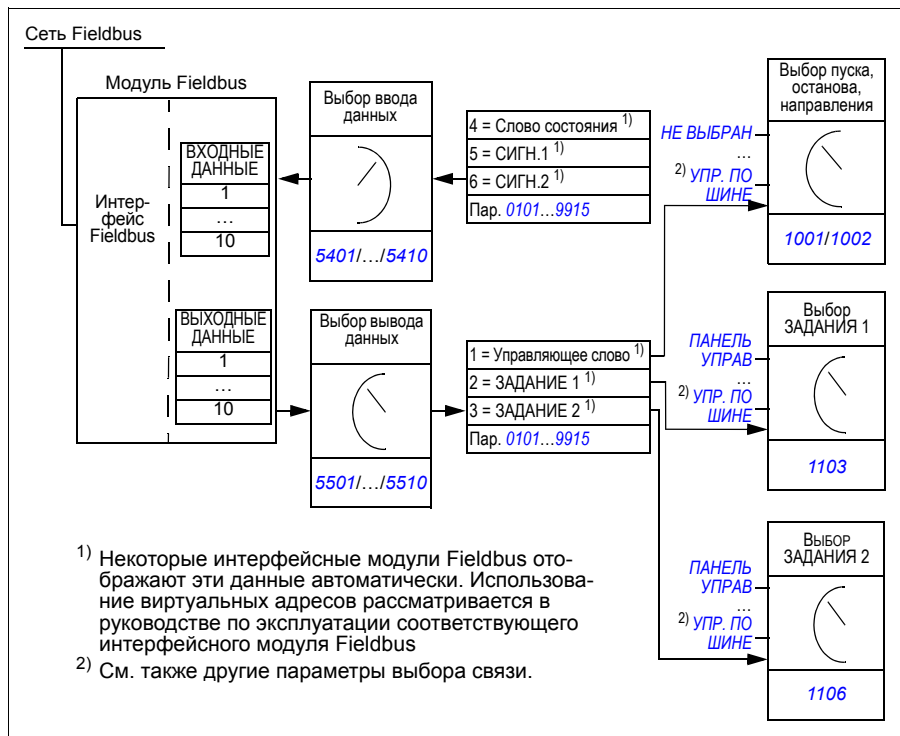 Сеть Fieldbus
Модуль Fieldbus
Интер-
фейс
Fieldbus
ВХОДНЫЕ
ДАННЫЕ
1
…
10
ВЫХОДНЫЕ
ДАННЫЕ
1
…
10
Выбор ввода
данных
5401/…/5410
Выбор вывода
данных
5501/…/5510
4 = Слово состояния 1)
5 = СИГН.1 1)
6 = СИГН.2 1)
Пар. 0101…9915
1 = Управляющее слово 1)
2 = ЗАДАНИЕ 1 1)
3 = ЗАДАНИЕ 2 1)
Пар. 0101…9915
Выбор пуска,
останова,
направления
НЕ ВЫБРАН
…
2) УПР. ПО
ШИНЕ
1001/1002
Выбор
ЗАДАНИЯ 1
ПАНЕЛЬ
УПРАВ
…
2) УПР. ПО
ШИНЕ
1103
Выбор
ЗАДАНИЯ 2
ПАНЕЛЬ
УПРАВ
…
2) УПР. ПО
ШИНЕ
1106
1) Некоторые интерфейсные модули Fieldbus ото-
бражают эти данные автоматически. Использова-
ние виртуальных адресов рассматривается в
руководстве по эксплуатации соответствующего
интерфейсного модуля Fieldbus
2) См. также другие параметры выбора связи.